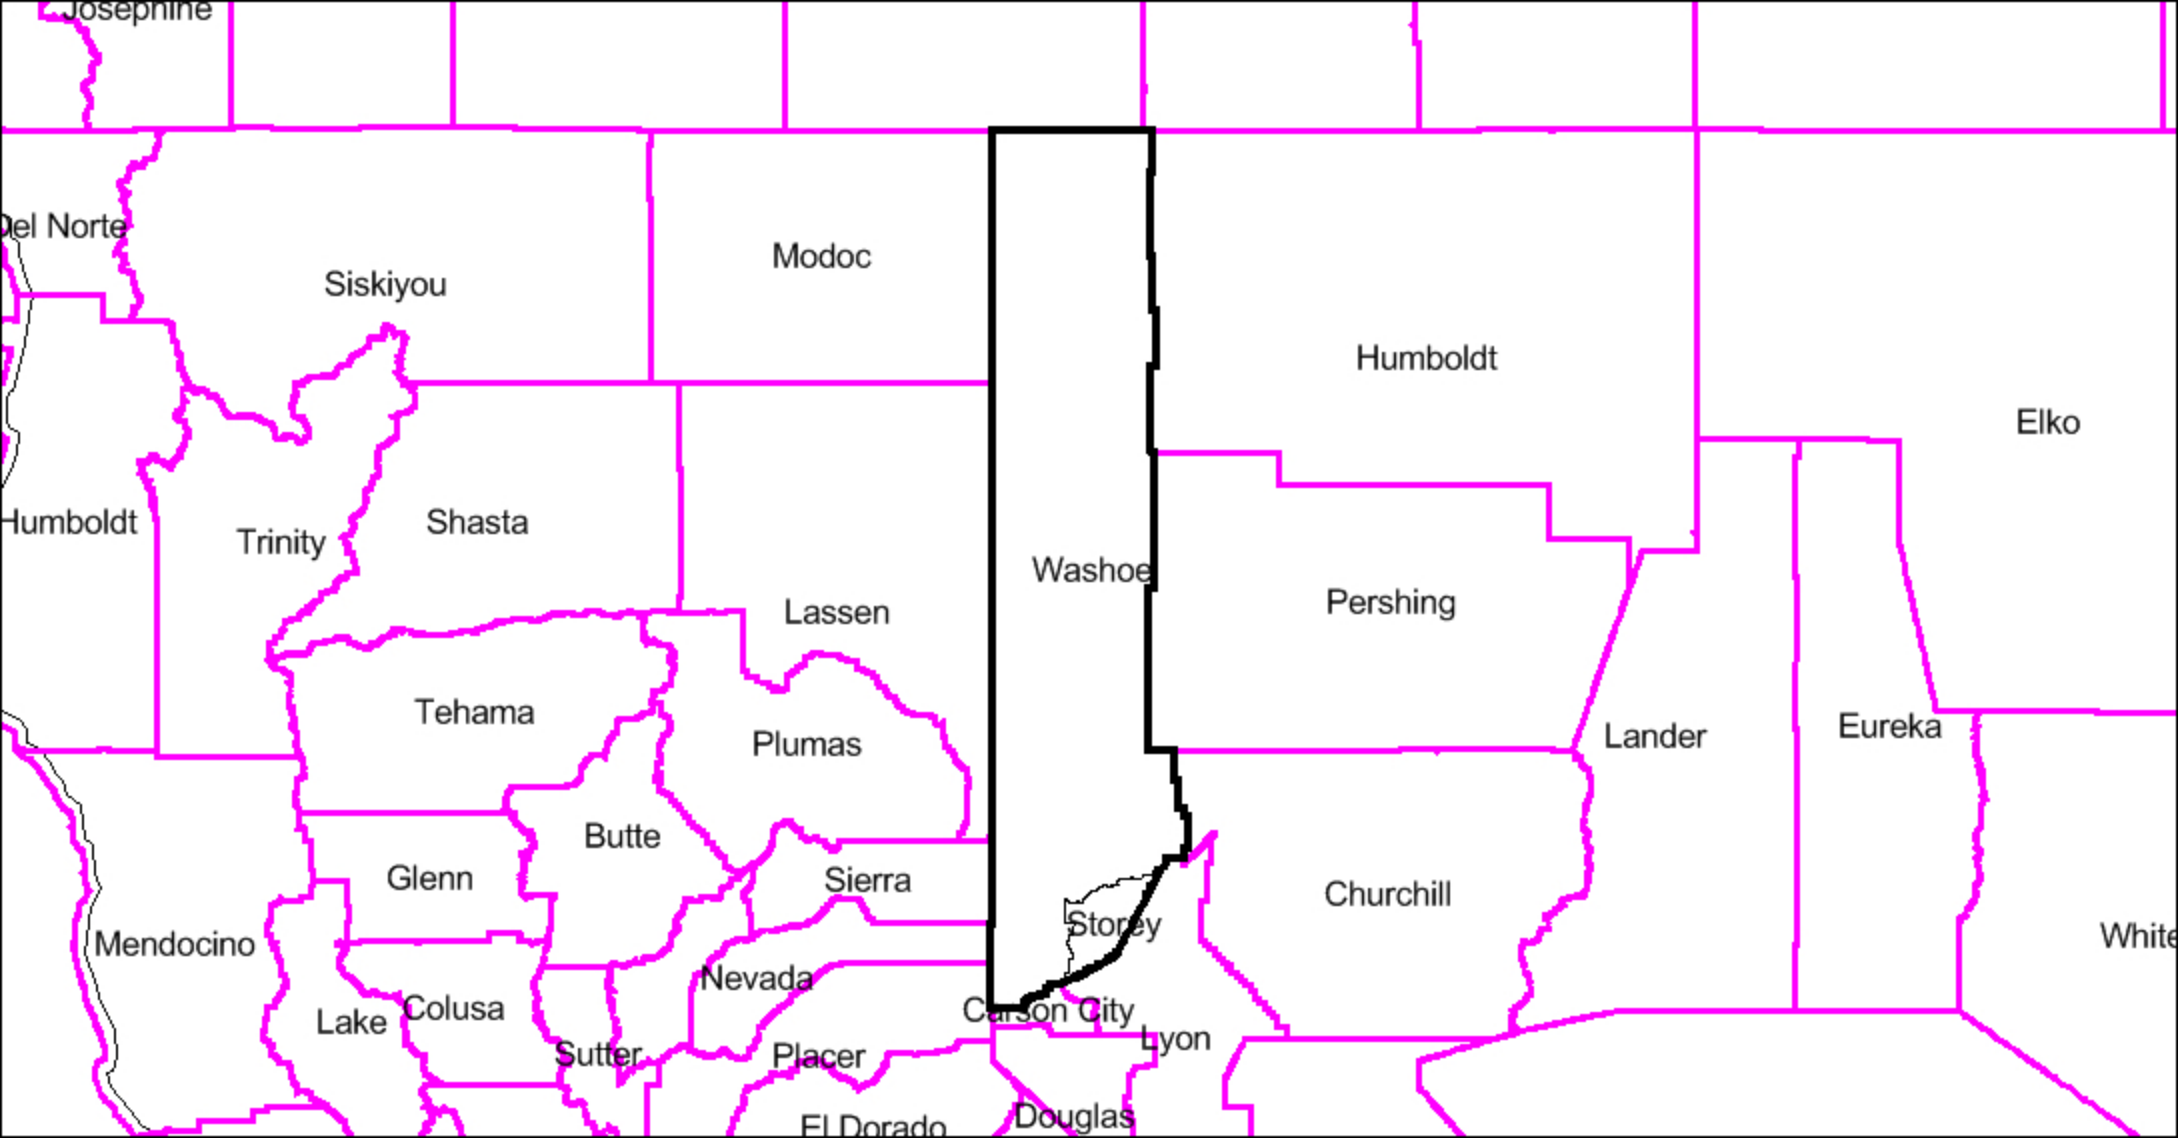 Josephine
Del Norte
Modoc
Siskiyou
Humboldt
Elko
Humboldt
Shasta
Trinity
Washoe
Pershing
Lassen
Tehama
Plumas
Lander
Eureka
Butte
Glenn
Sierra
Churchill
Storey
White
Mendocino
Nevada
Colusa
Carson City
Lake
Lyon
Sutter
Placer
Douglas
El Dorado